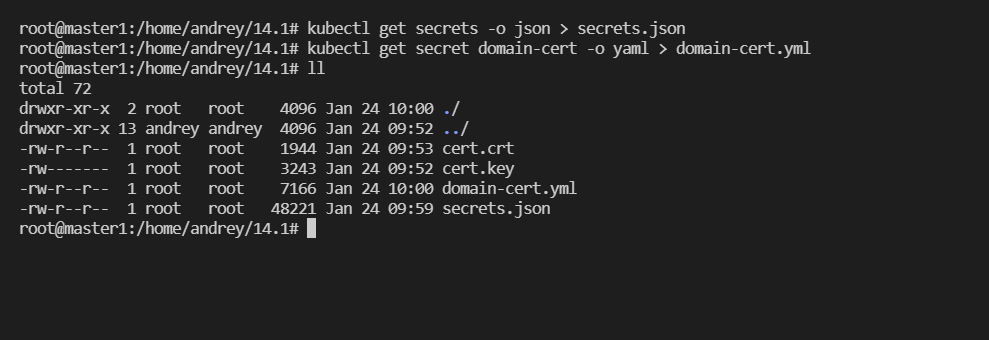 root@master1:/home/andrey/14.1# kubectl get secrets -o json > secrets.json
root@master1:/home/andrey/14.1# kubectl get secret domain-cert -o yaml > domain-cert.yml
root@master1:/home/andrey/14.1# ll
total 72
drwxr-xr-x  2 root   root    4096 Jan 24 10:00 ./
drwxr-xr-x 13 andrey andrey  4096 Jan 24 09:52 ../
-rw-r--r--  1 root   root    1944 Jan 24 09:53 cert.crt
-rw-------  1 root   root    3243 Jan 24 09:52 cert.key
-rw-r--r--  1 root   root    7166 Jan 24 10:00 domain-cert.yml
-rw-r--r--  1 root   root   48221 Jan 24 09:59 secrets.json
root@master1:/home/andrey/14.1#